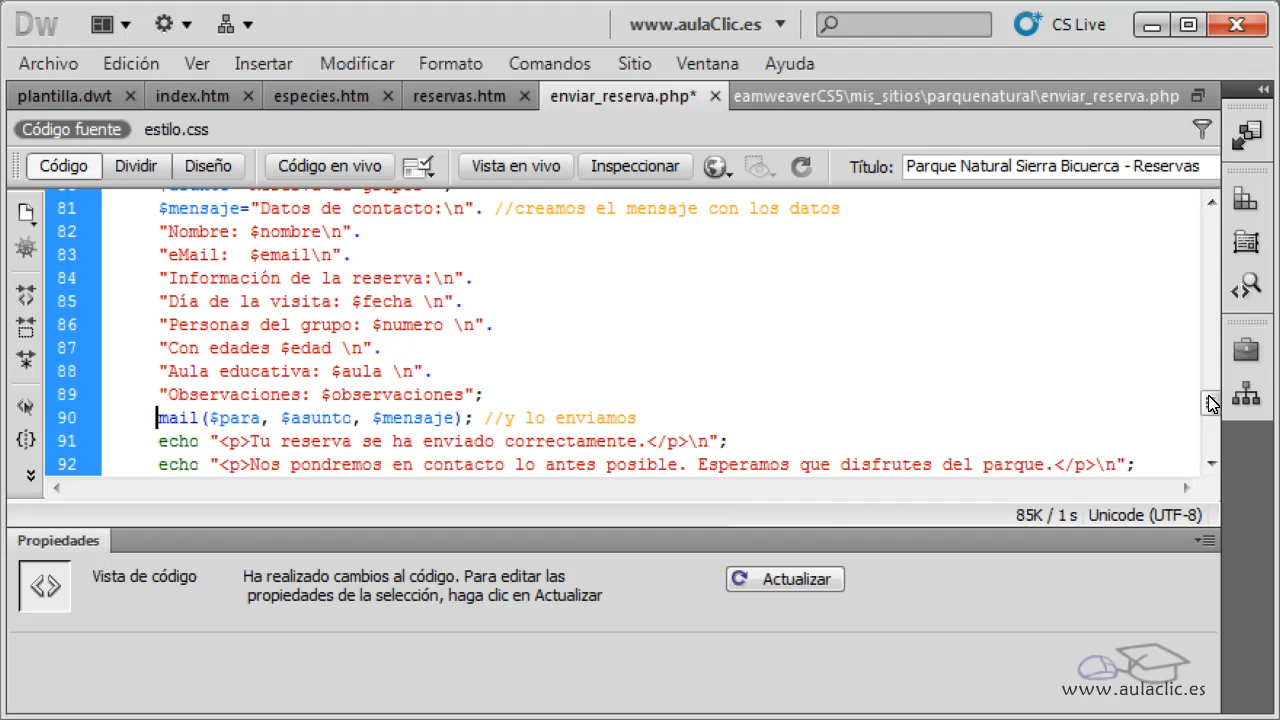 Dw www.aulaClic.es CS Live
Archivo Edición Ver Insertar Modificar Formato Comandos Sitio Ventana Ayuda
plantilla.dwt index.htm especies.htm reservas.htm enviar_reserva.php* eamweaverCS5\mis_sitios\parquenatural\enviar_reserva.php
Código fuente estilo.css
Código Dividir Diseño Código en vivo Vista en vivo Inspeccionar Título: Parque Natural Sierra Bicuerca - Reservas
81 $mensaje="Datos de contacto:\n". //creamos el mensaje con los datos
82 "Nombre: $nombre\n".
83 "eMail:  $email\n".
84 "Información de la reserva:\n".
85 "Día de la visita: $fecha \n".
86 "Personas del grupo: $numero \n".
87 "Con edades $edad \n".
88 "Aula educativa: $aula \n".
89 "Observaciones: $observaciones";
90 mail($para, $asunto, $mensaje); //y lo enviamos
91 echo "<p>Tu reserva se ha enviado correctamente.</p>\n";
92 echo "<p>Nos pondremos en contacto lo antes posible. Esperamos que disfrutes del parque.</p>\n";
85K / 1 s Unicode (UTF-8)
Propiedades
Vista de código Ha realizado cambios al código. Para editar las Actualizar
propiedades de la selección, haga clic en Actualizar
www.aulaclic.es